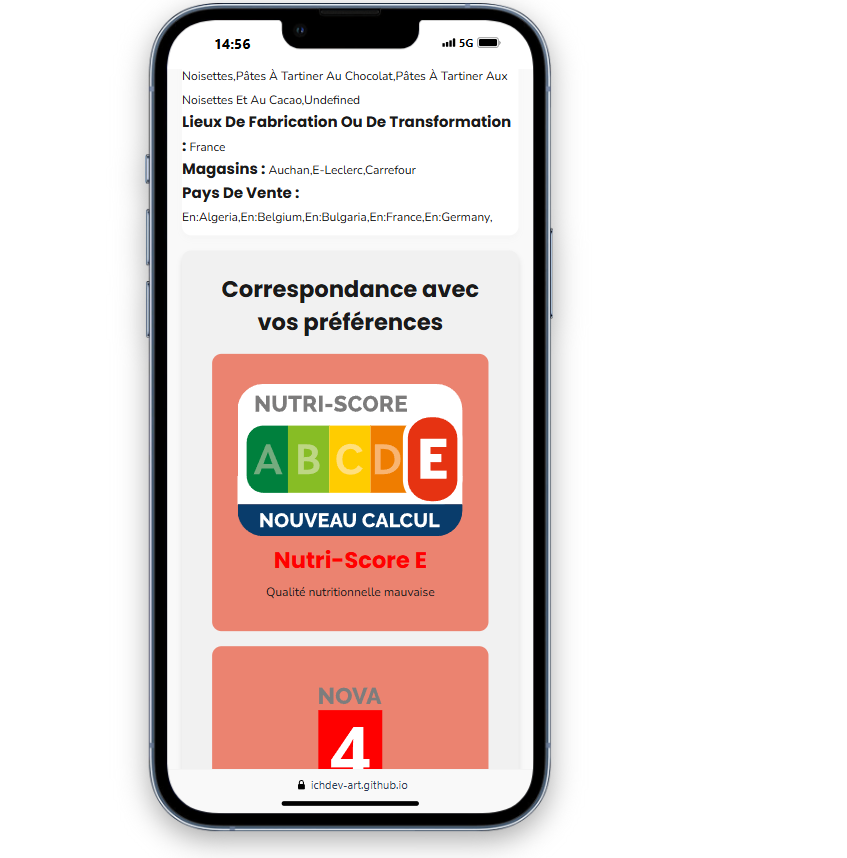 14:56
5G
Noisettes,Pâtes À Tartiner Au Chocolat,Pâtes À Tartiner Aux
Noisettes Et Au Cacao,Undefined
Lieux De Fabrication Ou De Transformation
: France
Magasins : Auchan,E-Leclerc,Carrefour
Pays De Vente :
En:Algeria,En:Belgium,En:Bulgaria,En:France,En:Germany,
Correspondance avec
vos préférences
NUTRI-SCORE
A B C D E
NOUVEAU CALCUL
Nutri-Score E
Qualité nutritionnelle mauvaise
NOVA
4
ichdev-art.github.io